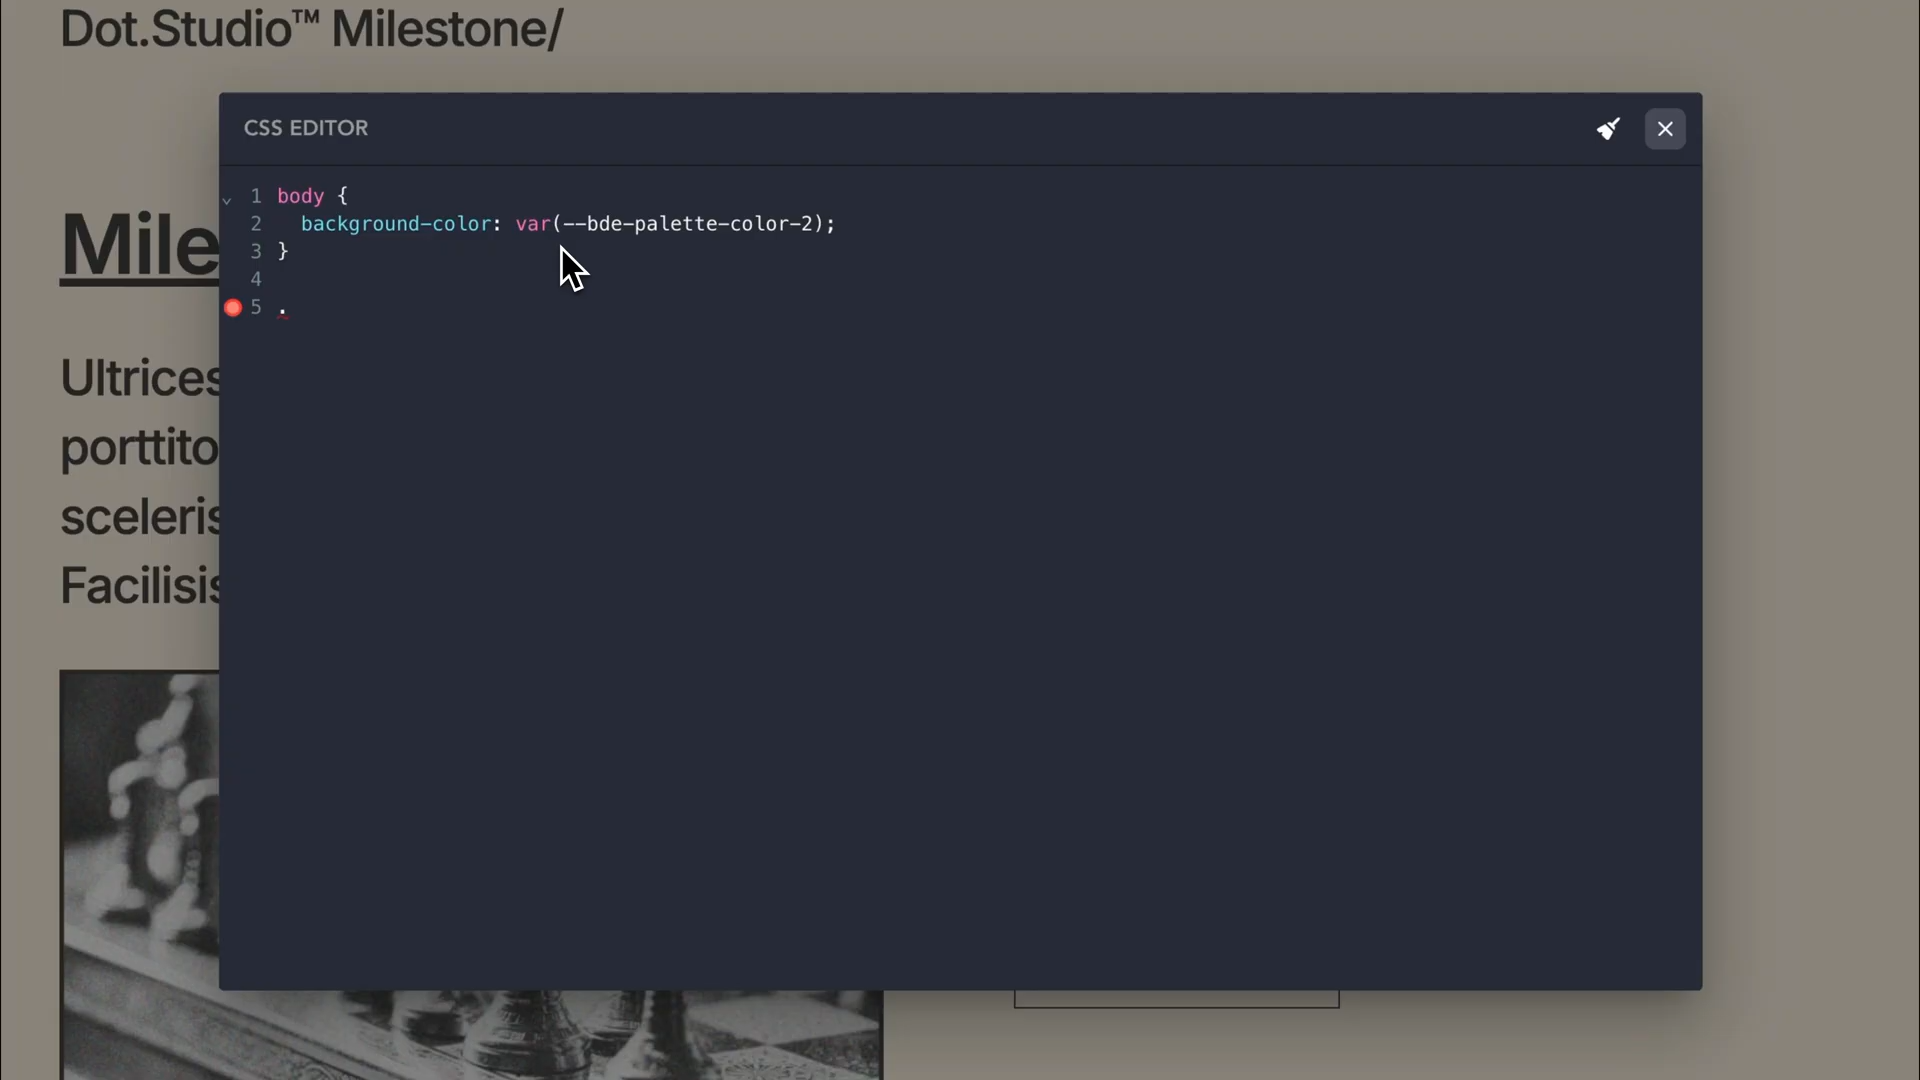 Dot.Studio™ Milestone/
CSS EDITOR
1 body {
2 background-color: var(--bde-palette-color-2);
3 }
4
5 .
Mile
Ultrices
porttito
sceleris
Facilisis